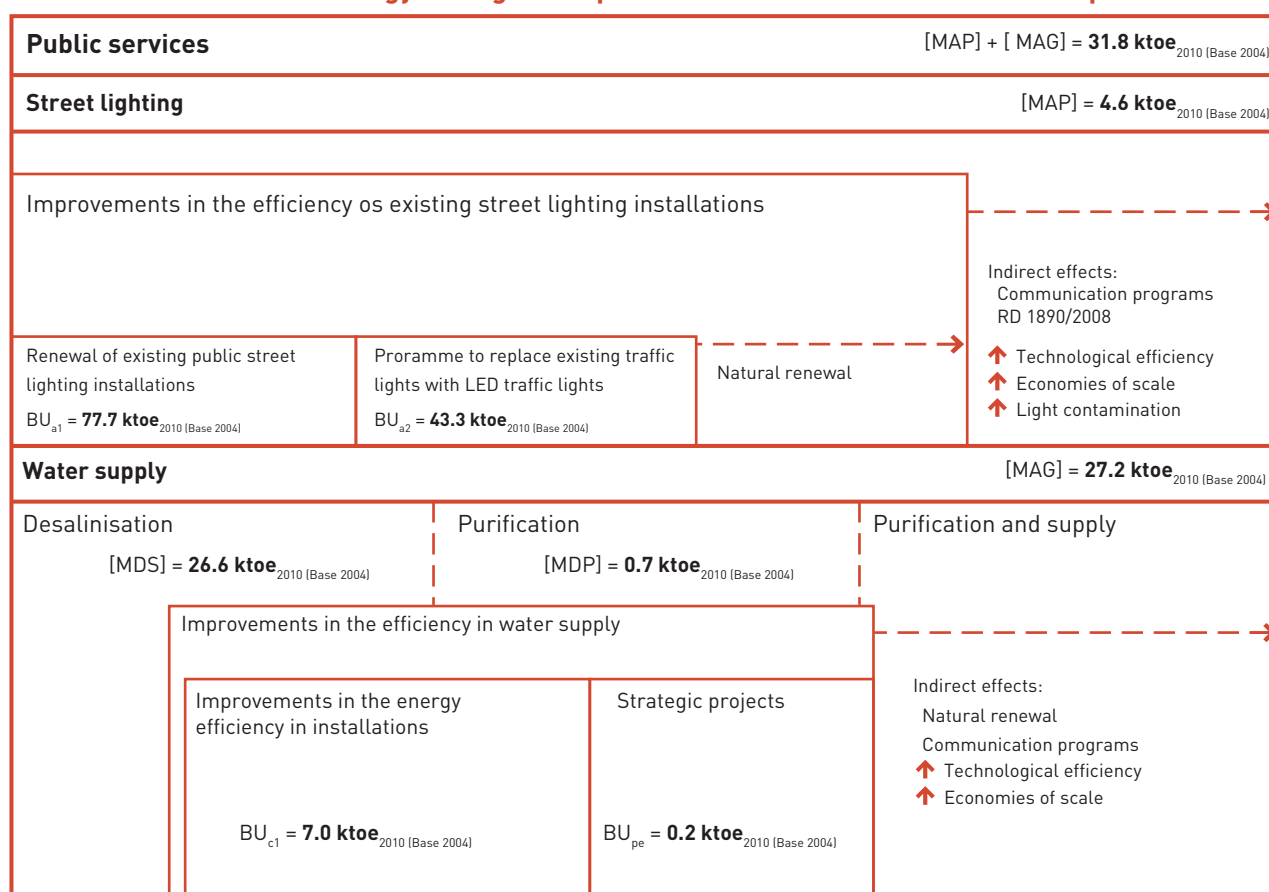 Public services
[MAP] + [ MAG] = 31.8 ktoe2010 (Base 2004)
Street lighting
[MAP] = 4.6 ktoe2010 (Base 2004)
Improvements in the efficiency os existing street lighting installations
Indirect effects:
Communication programs
RD 1890/2008
Technological efficiency
Economies of scale
Light contamination
Renewal of existing public street
lighting installations
BUa1 = 77.7 ktoe2010 (Base 2004)
Proramme to replace existing traffic
lights with LED traffic lights
BUa2 = 43.3 ktoe2010 (Base 2004)
Natural renewal
Water supply
[MAG] = 27.2 ktoe2010 (Base 2004)
Desalinisation
[MDS] = 26.6 ktoe2010 (Base 2004)
Purification
[MDP] = 0.7 ktoe2010 (Base 2004)
Purification and supply
Improvements in the efficiency in water supply
Improvements in the energy
efficiency in installations
BUc1 = 7.0 ktoe2010 (Base 2004)
Strategic projects
BUpe = 0.2 ktoe2010 (Base 2004)
Indirect effects:
Natural renewal
Communication programs
Technological efficiency
Economies of scale